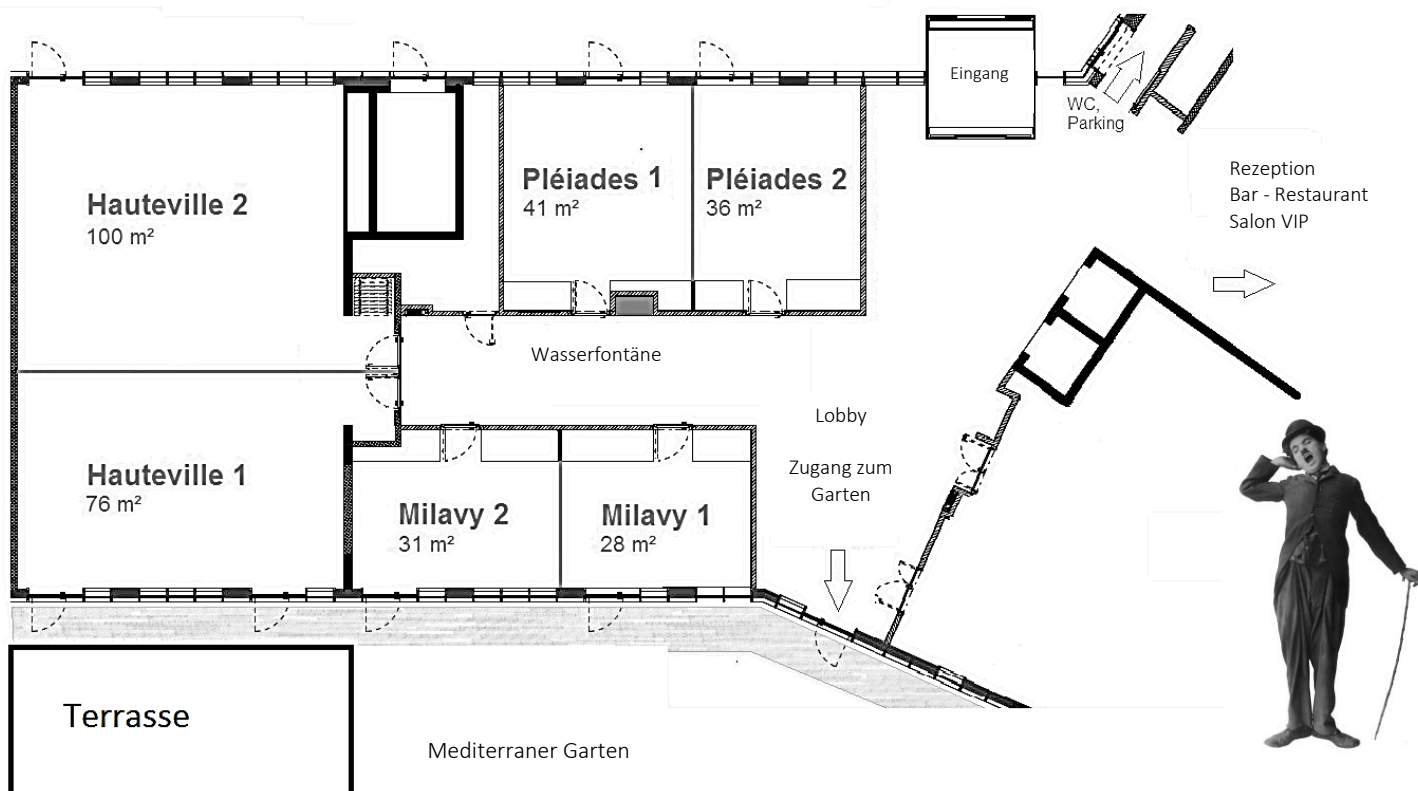 Eingang
WC,
Parking
Hauteville 2
100 m²
Pléiades 1
41 m²
Pléiades 2
36 m²
Rezeption
Bar - Restaurant
Salon VIP
Wasserfontäne
Lobby
Zugang zum
Garten
Hauteville 1
76 m²
Milavy 2
31 m²
Milavy 1
28 m²
Terrasse
Mediterraner Garten